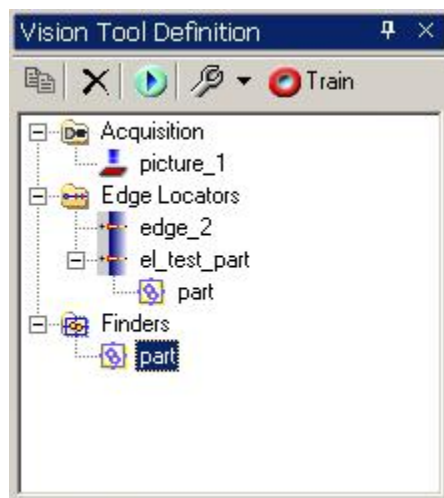 Vision Tool Definition
Train
Acquisition
picture_1
Edge Locators
edge_2
el_test_part
part
Finders
part